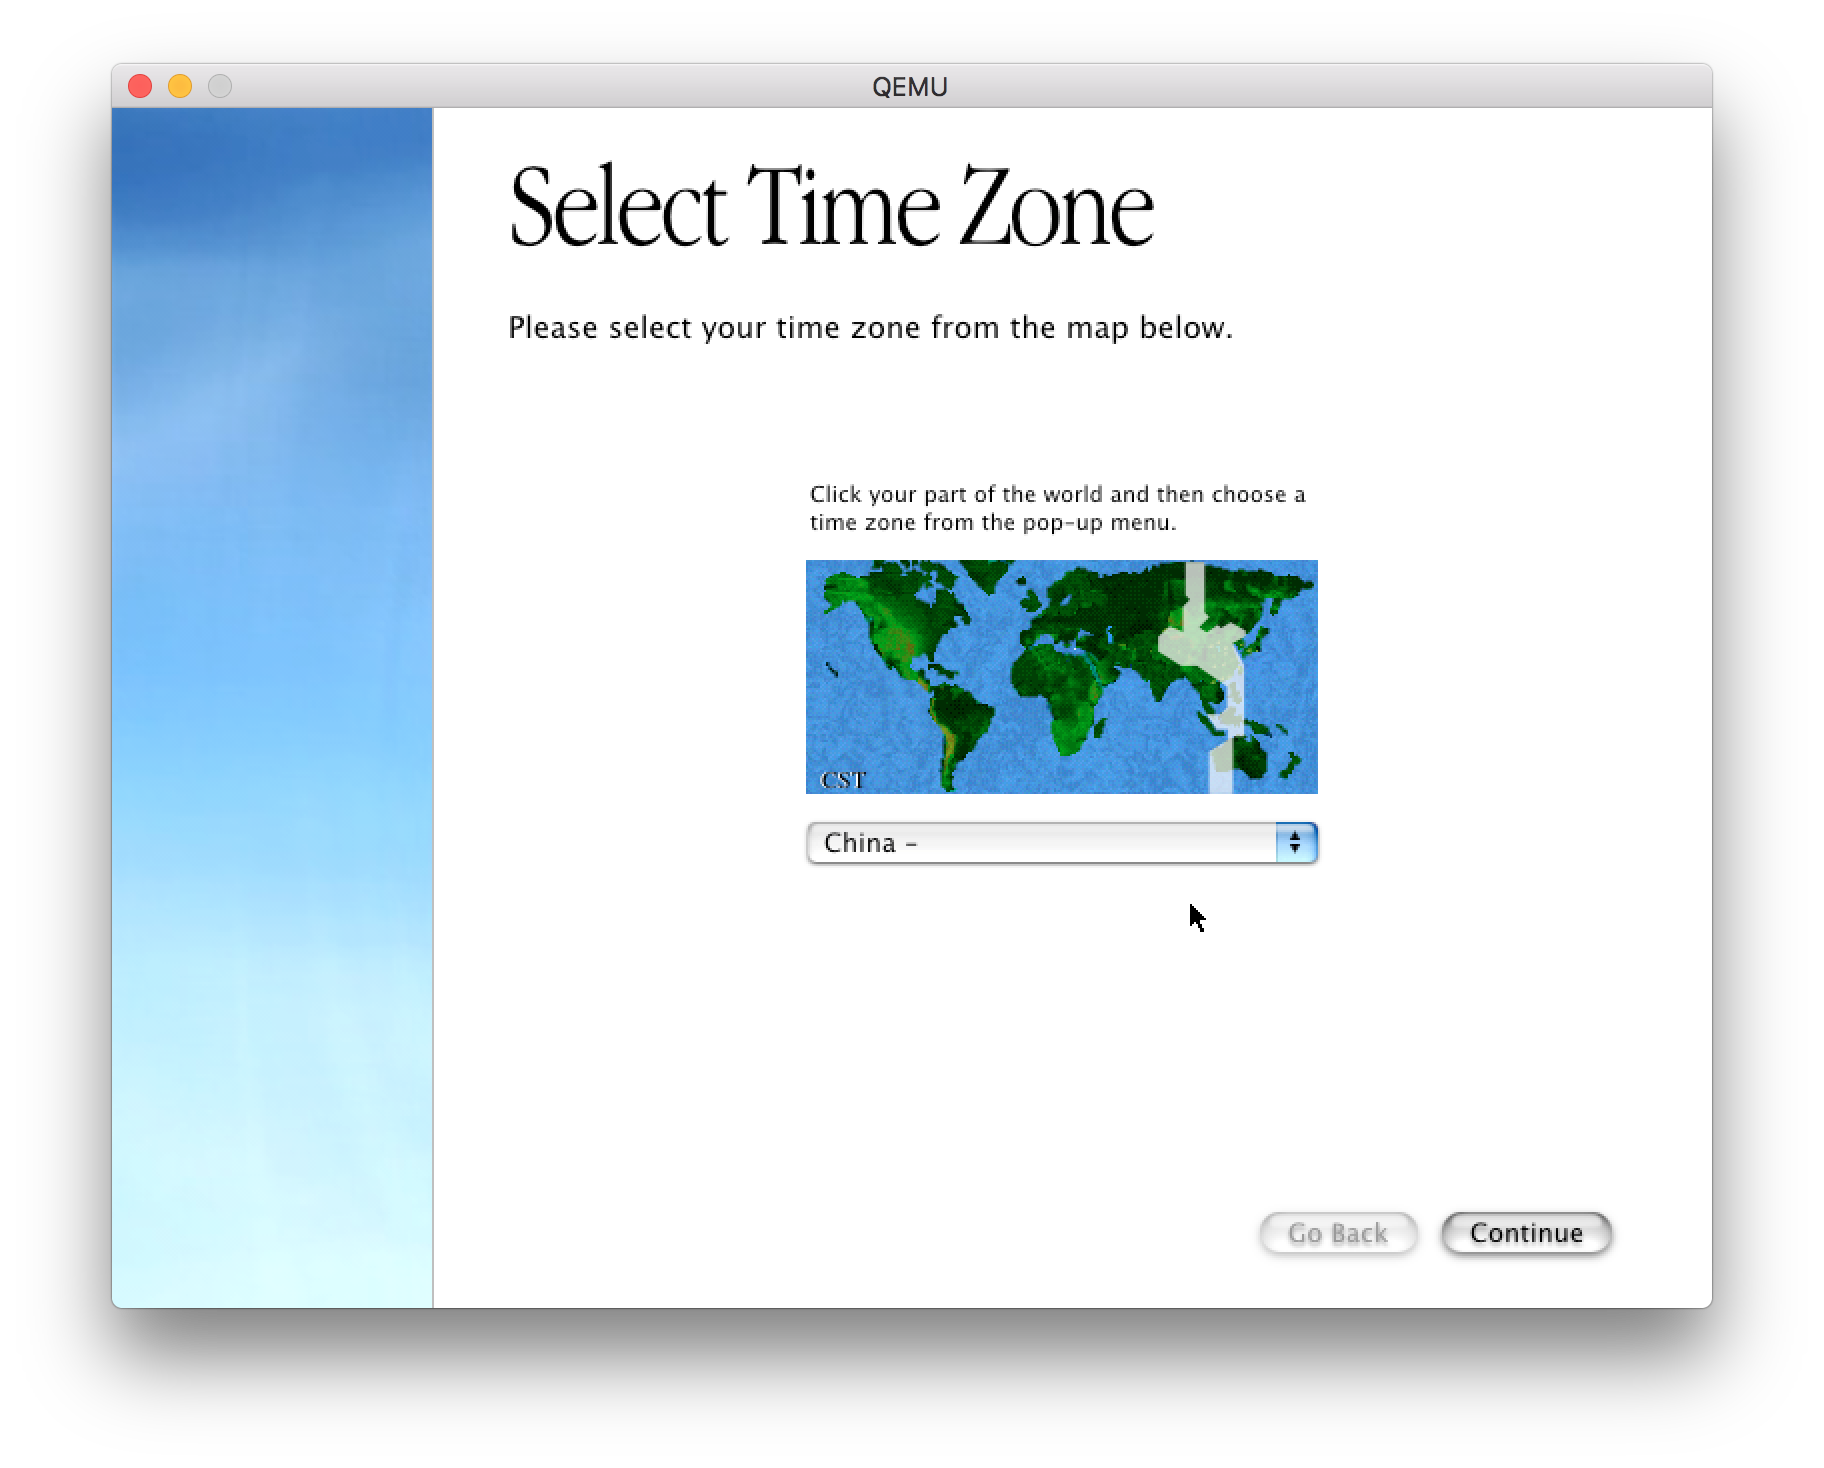 QEMU
Select Time Zone
Please select your time zone from the map below.
Click your part of the world and then choose a
time zone from the pop-up menu.
CST
China -
Go Back
Continue